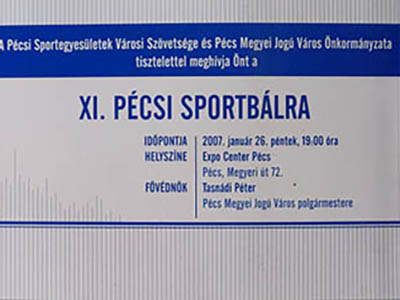 A Pécsi Sportegyesületek Városi Szövetsége és Pécs Megyei Jogú Város Önkormányzata
tisztelettel meghívja Önt a
XI. PÉCSI SPORTBÁLRA
IDŐPONTJA 2007. január 26, péntek, 19:00 óra
HELYSZÍNE Expo Center Pécs
Pécs, Megyeri út 72.
FŐVÉDNÖK Tasnádi Péter
Pécs Megyei Jogú Város polgármestere